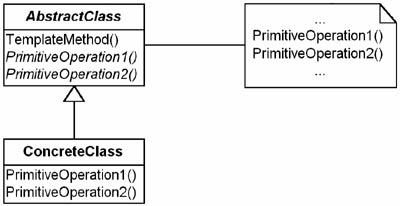 AbstractClass
TemplateMethod()
PrimitiveOperation1()
PrimitiveOperation2()
...
PrimitiveOperation1()
PrimitiveOperation2()
...
ConcreteClass
PrimitiveOperation1()
PrimitiveOperation2()